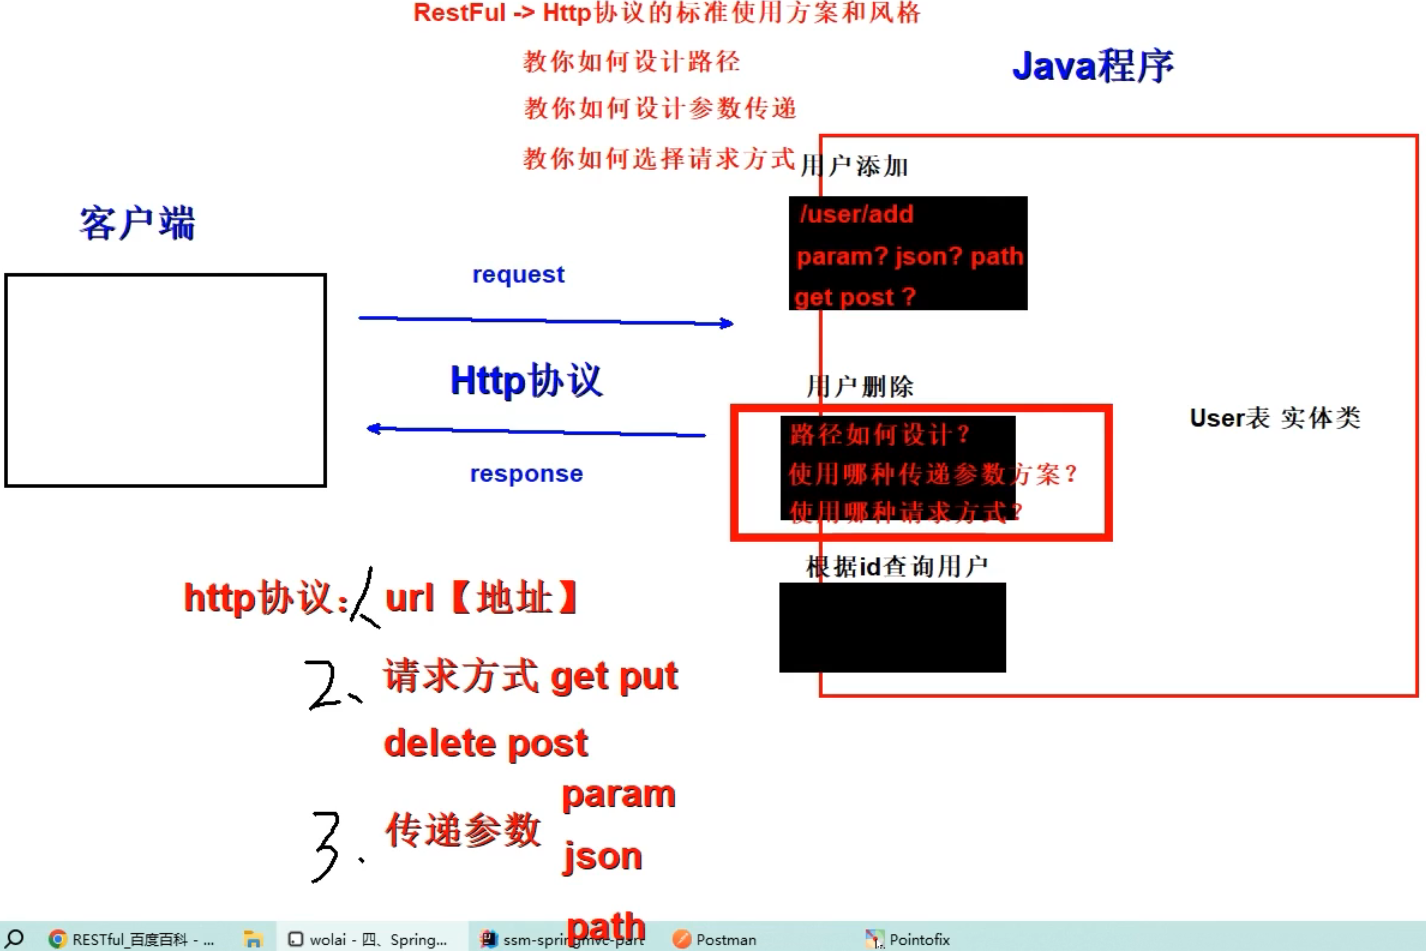 RestFul -> Http协议的标准使用方案和风格
教你如何设计路径
教你如何设计参数传递
教你如何选择请求方式
Java程序
用户添加
/user/add
param? json? path
get post ?
客户端
request
Http协议
response
用户删除
路径如何设计?
使用哪种传递参数方案?
使用哪种请求方式?
User表 实体类
根据id查询用户
http协议: 1、 url【地址】
2、 请求方式 get put
delete post
3. 传递参数
param
json
path
RESTful_百度百科 - ...
wolai - 四、Spring...
ssm-springmvc-part
Postman
Pointofix